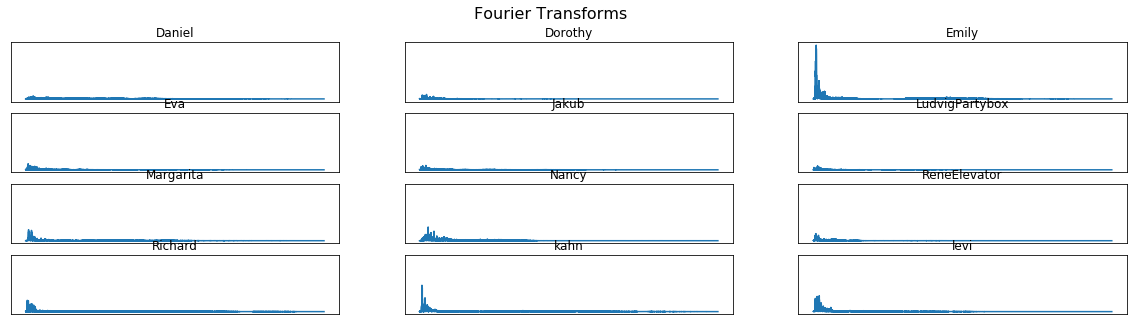 Fourier Transforms
Daniel
Dorothy
Emily
Eva
Jakub
LudvigPartybox
Margarita
Nancy
ReneElevator
Richard
kahn
levi